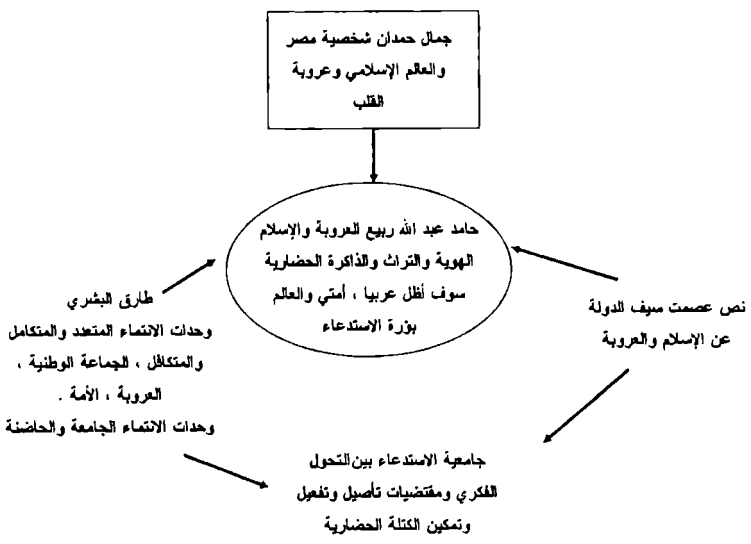 جمال حمدان شخصية مصر
والعالم الإسلامي وعروبة
القلب
حامد عبد الله ربيع العروبة والإسلام
الهوية والتراث والذاكرة الحضارية
سوف أظل عربيا ، أمتي والعالم
بؤرة الاستدعاء
نص عصمت سيف الدولة
عن الإسلام والعروبة
طارق البشري
وحدات الانتماء المتعدد والمتكامل
والمتكافل ، الجماعة الوطنية ،
العروبة ، الأمة .
وحدات الانتماء الجامعة والحاضنة
جامعية الاستدعاء بين التحول
الفكري ومقتضيات تأصيل وتفعيل
وتمكين الكتلة الحضارية